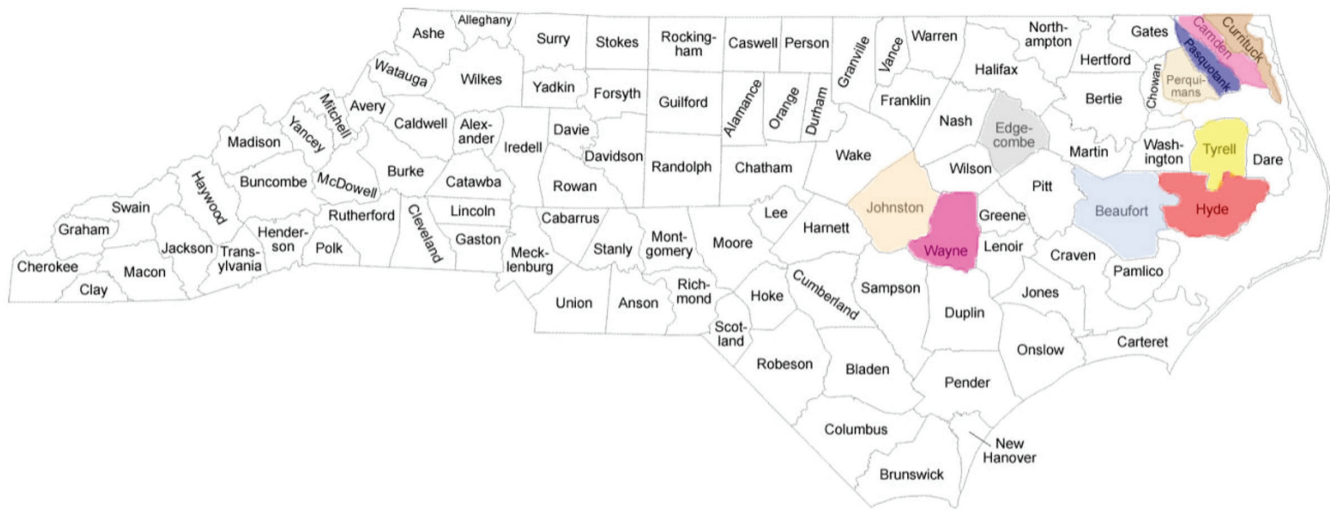 Ashe
Alleghany
Surry
Stokes
Rocking-
ham
Caswell
Person
Granville
Vance
Warren
North-
ampton
Gates
Camden
Currituck
Pasquotank
Perqui-
mans
Chowan
Hertford
Halifax
Watauga
Wilkes
Yadkin
Forsyth
Guilford
Alamance
Orange
Durham
Franklin
Nash
Edge-
combe
Bertie
Mitchell
Avery
Caldwell
Alex-
ander
Iredell
Davie
Davidson
Randolph
Chatham
Wake
Wilson
Martin
Wash-
ington
Tyrell
Dare
Madison
Yancey
Burke
Catawba
Rowan
Johnston
Pitt
Beaufort
Hyde
Haywood
Buncombe
McDowell
Rutherford
Cleveland
Lincoln
Gaston
Cabarrus
Stanly
Mont-
gomery
Moore
Lee
Harnett
Wayne
Greene
Lenoir
Craven
Pamlico
Swain
Graham
Cherokee
Clay
Macon
Jackson
Tran-
sylvania
Hender-
son
Polk
Meck-
lenburg
Union
Anson
Rich-
mond
Scot-
land
Hoke
Cumberland
Sampson
Duplin
Jones
Onslow
Carteret
Robeson
Bladen
Pender
Columbus
Brunswick
New
Hanover